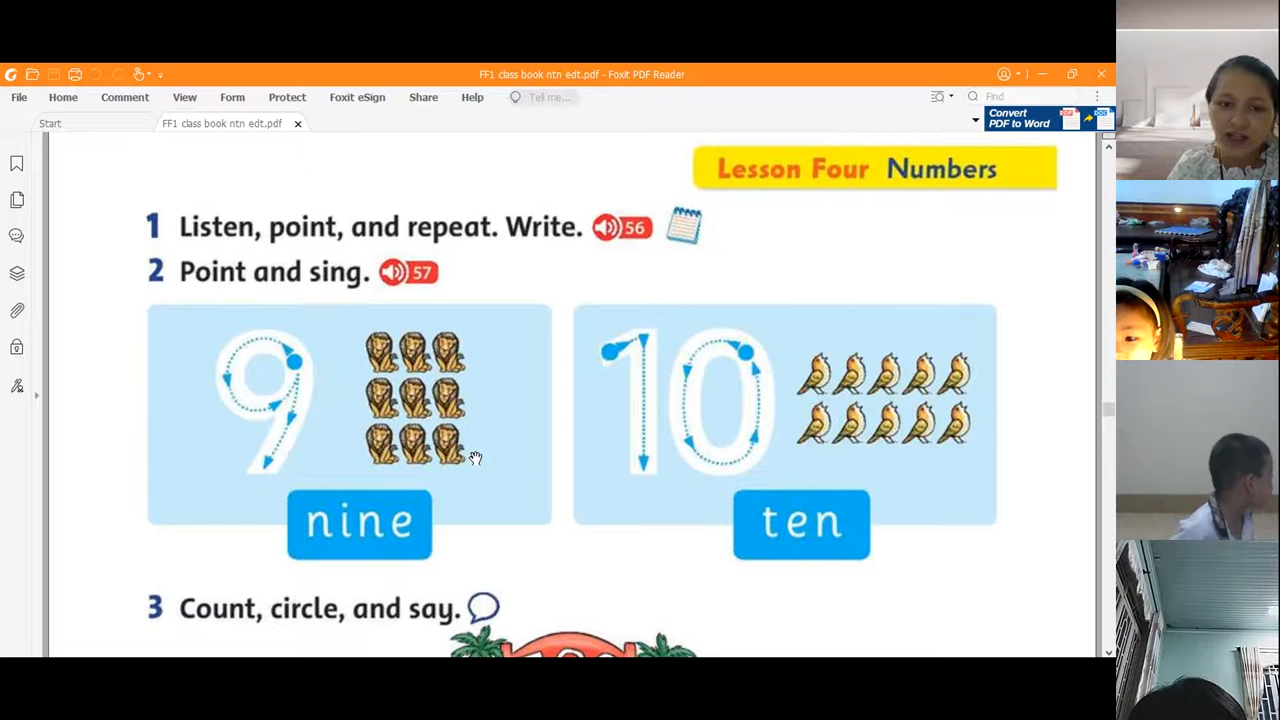 FF1 class book ntn edt.pdf - Foxit PDF Reader
File Home Comment View Form Protect Foxit eSign Share Help Tell me... Find
Start FF1 class book ntn edt.pdf
Convert
PDF to Word
Lesson Four Numbers
1 Listen, point, and repeat. Write. 56
2 Point and sing. 57
9 10
nine ten
3 Count, circle, and say.